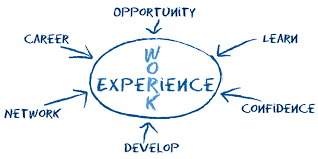 OPPORTUNITY
CAREER
LEARN
WORK
EXPERIENCE
NETWORK
CONFIDENCE
DEVELOP